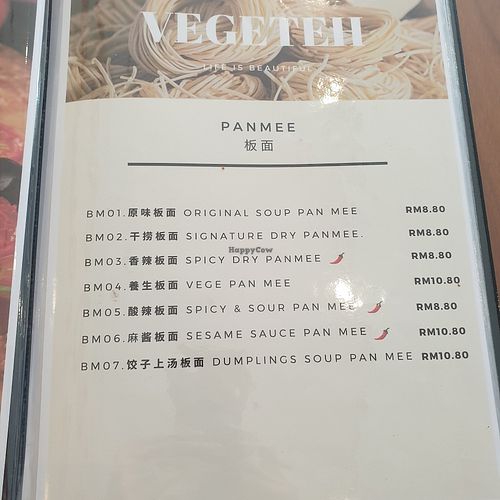 VEGETEH
LIFE IS BEAUTIFUL
PANMEE
板面
BM01.原味板面 ORIGINAL SOUP PAN MEE RM8.80
BM02.干捞板面 SIGNATURE DRY PANMEE. RM8.80
HappyCow
BM03.香辣板面 SPICY DRY PANMEE RM8.80
BM04.養生板面 VEGE PAN MEE RM10.80
BM05.酸辣板面 SPICY & SOUR PAN MEE RM8.80
BM06.麻酱板面 SESAME SAUCE PAN MEE RM10.80
BM07.饺子上汤板面 DUMPLINGS SOUP PAN MEE RM10.80